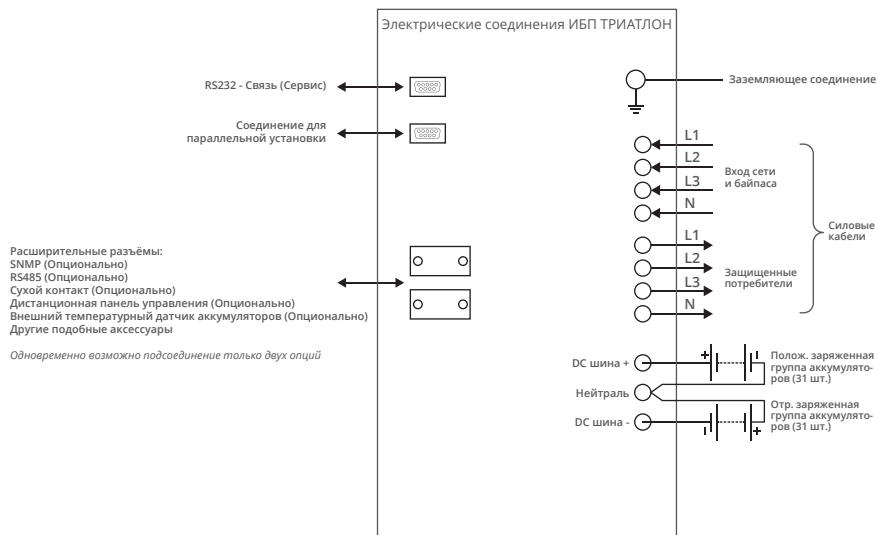 Электрические соединения ИБП ТРИАТЛОН
RS232 - Связь (Сервис)
Соединение для
параллельной установки
Расширительные разъёмы:
SNMP (Опционально)
RS485 (Опционально)
Сухой контакт (Опционально)
Дистанционная панель управления (Опционально)
Внешний температурный датчик аккумуляторов (Опционально)
Другие подобные аксессуары
Одновременно возможно подсоединение только двух опций
Заземляющее соединение
L1
L2
L3
N
Вход сети
и байпаса
L1
L2
L3
N
Защищенные
потребители
Силовые
кабели
DC шина +
Нейтраль
DC шина -
Полож. заряженная
группа аккумулято-
ров (31 шт.)
Отр. заряженная
группа аккумулято-
ров (31 шт.)